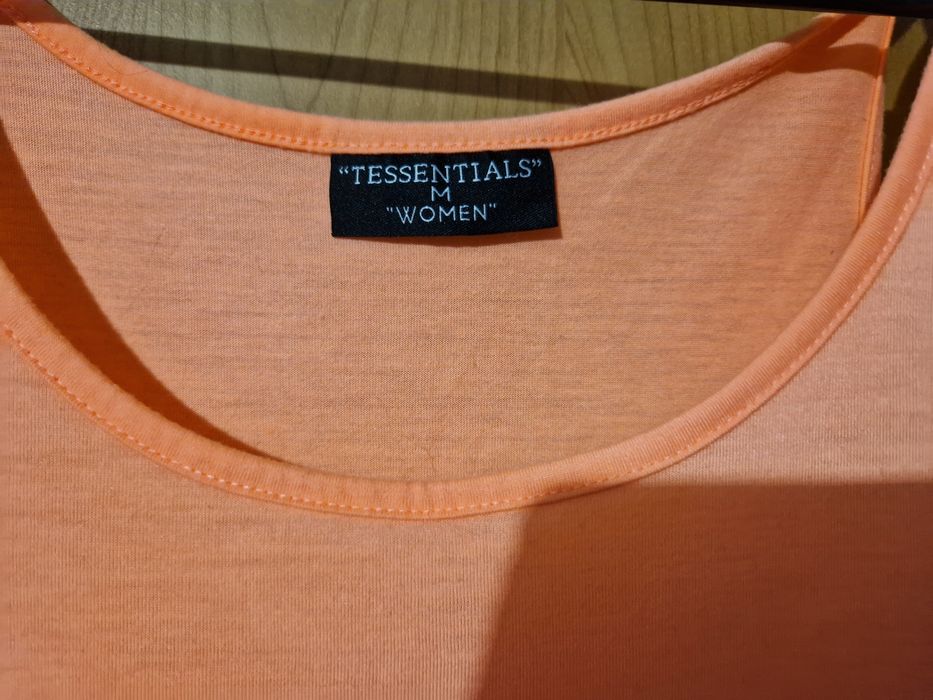 “TESSENTIALS”
M
"WOMEN"